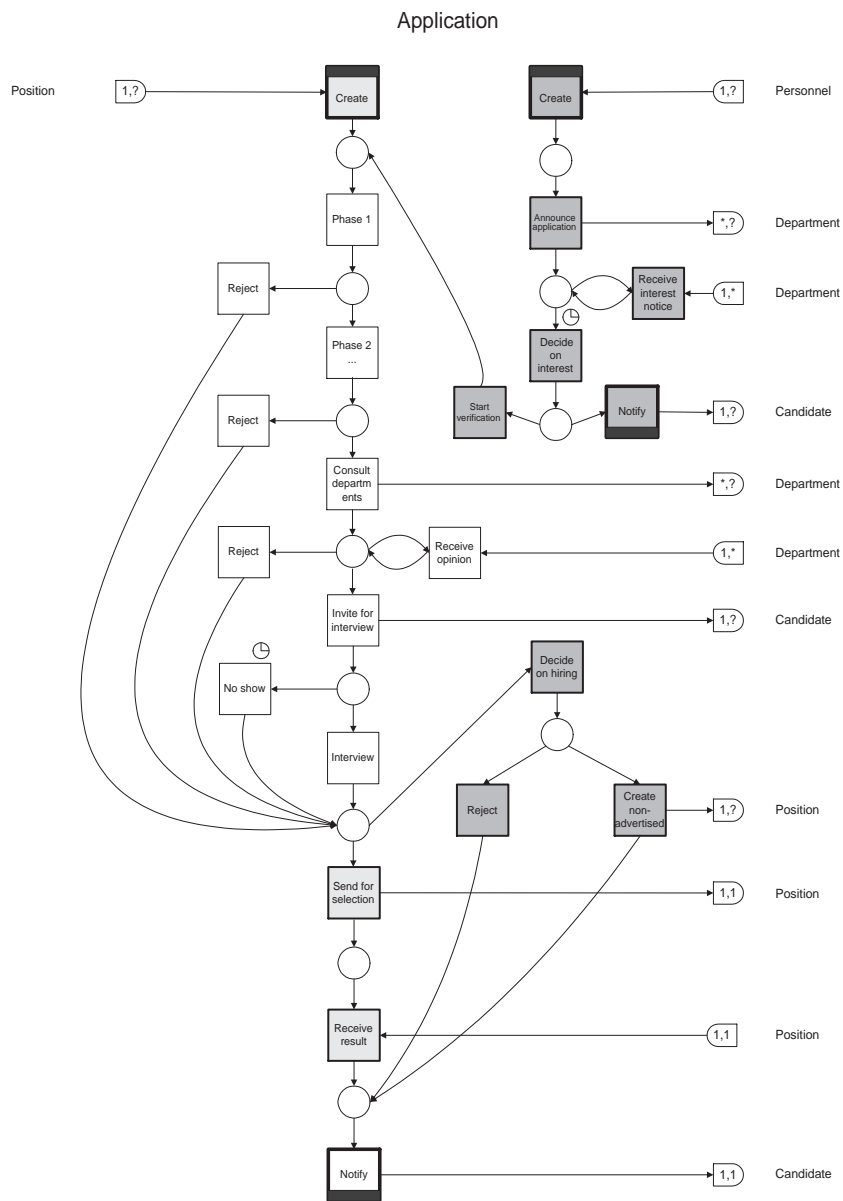 Application
Position
1,?
Create
Create
1,?
Personnel
Phase 1
Announce
application
*,?
Department
Reject
Receive
interest
notice
1,*
Department
Phase 2
...
Decide
on
interest
Reject
Start
verification
Notify
1,?
Candidate
Consult
depart
ments
*,?
Department
Reject
Receive
opinion
1,*
Department
Invite for
interview
1,?
Candidate
Decide
on hiring
No show
Interview
Reject
Create
non-
advertised
1,?
Position
Send for
selection
1,1
Position
Receive
result
1,1
Position
Notify
1,1
Candidate